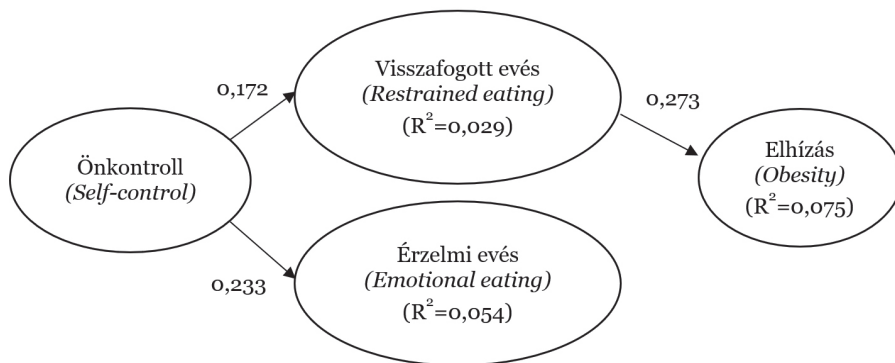 Visszafogott evés
(Restrained eating)
(R²=0,029)
0,172
0,273
Önkontroll
(Self-control)
Elhízás
(Obesity)
(R²=0,075)
0,233
Érzelmi evés
(Emotional eating)
(R²=0,054)